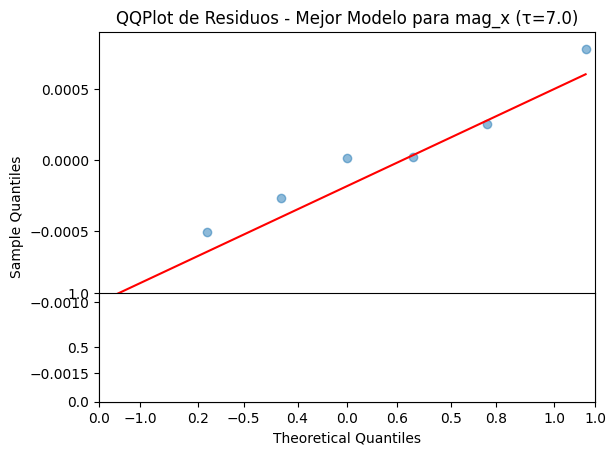 QQPlot de Residuos - Mejor Modelo para mag_x (τ=7.0)
0.0005
0.0000
−0.0005
1.0
−0.0010
0.5
−0.0015
0.0
Sample Quantiles
0.0 −1.0 0.2 −0.5 0.4 0.0 0.6 0.5 0.8 1.0 1.0
Theoretical Quantiles